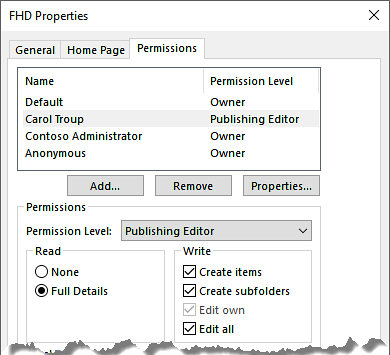 FHD Properties
General Home Page Permissions
Name Permission Level
Default Owner
Carol Troup Publishing Editor
Contoso Administrator Owner
Anonymous Owner
Add... Remove Properties...
Permissions
Permission Level: Publishing Editor
Read Write
None Create items
Full Details Create subfolders
Edit own
Edit all